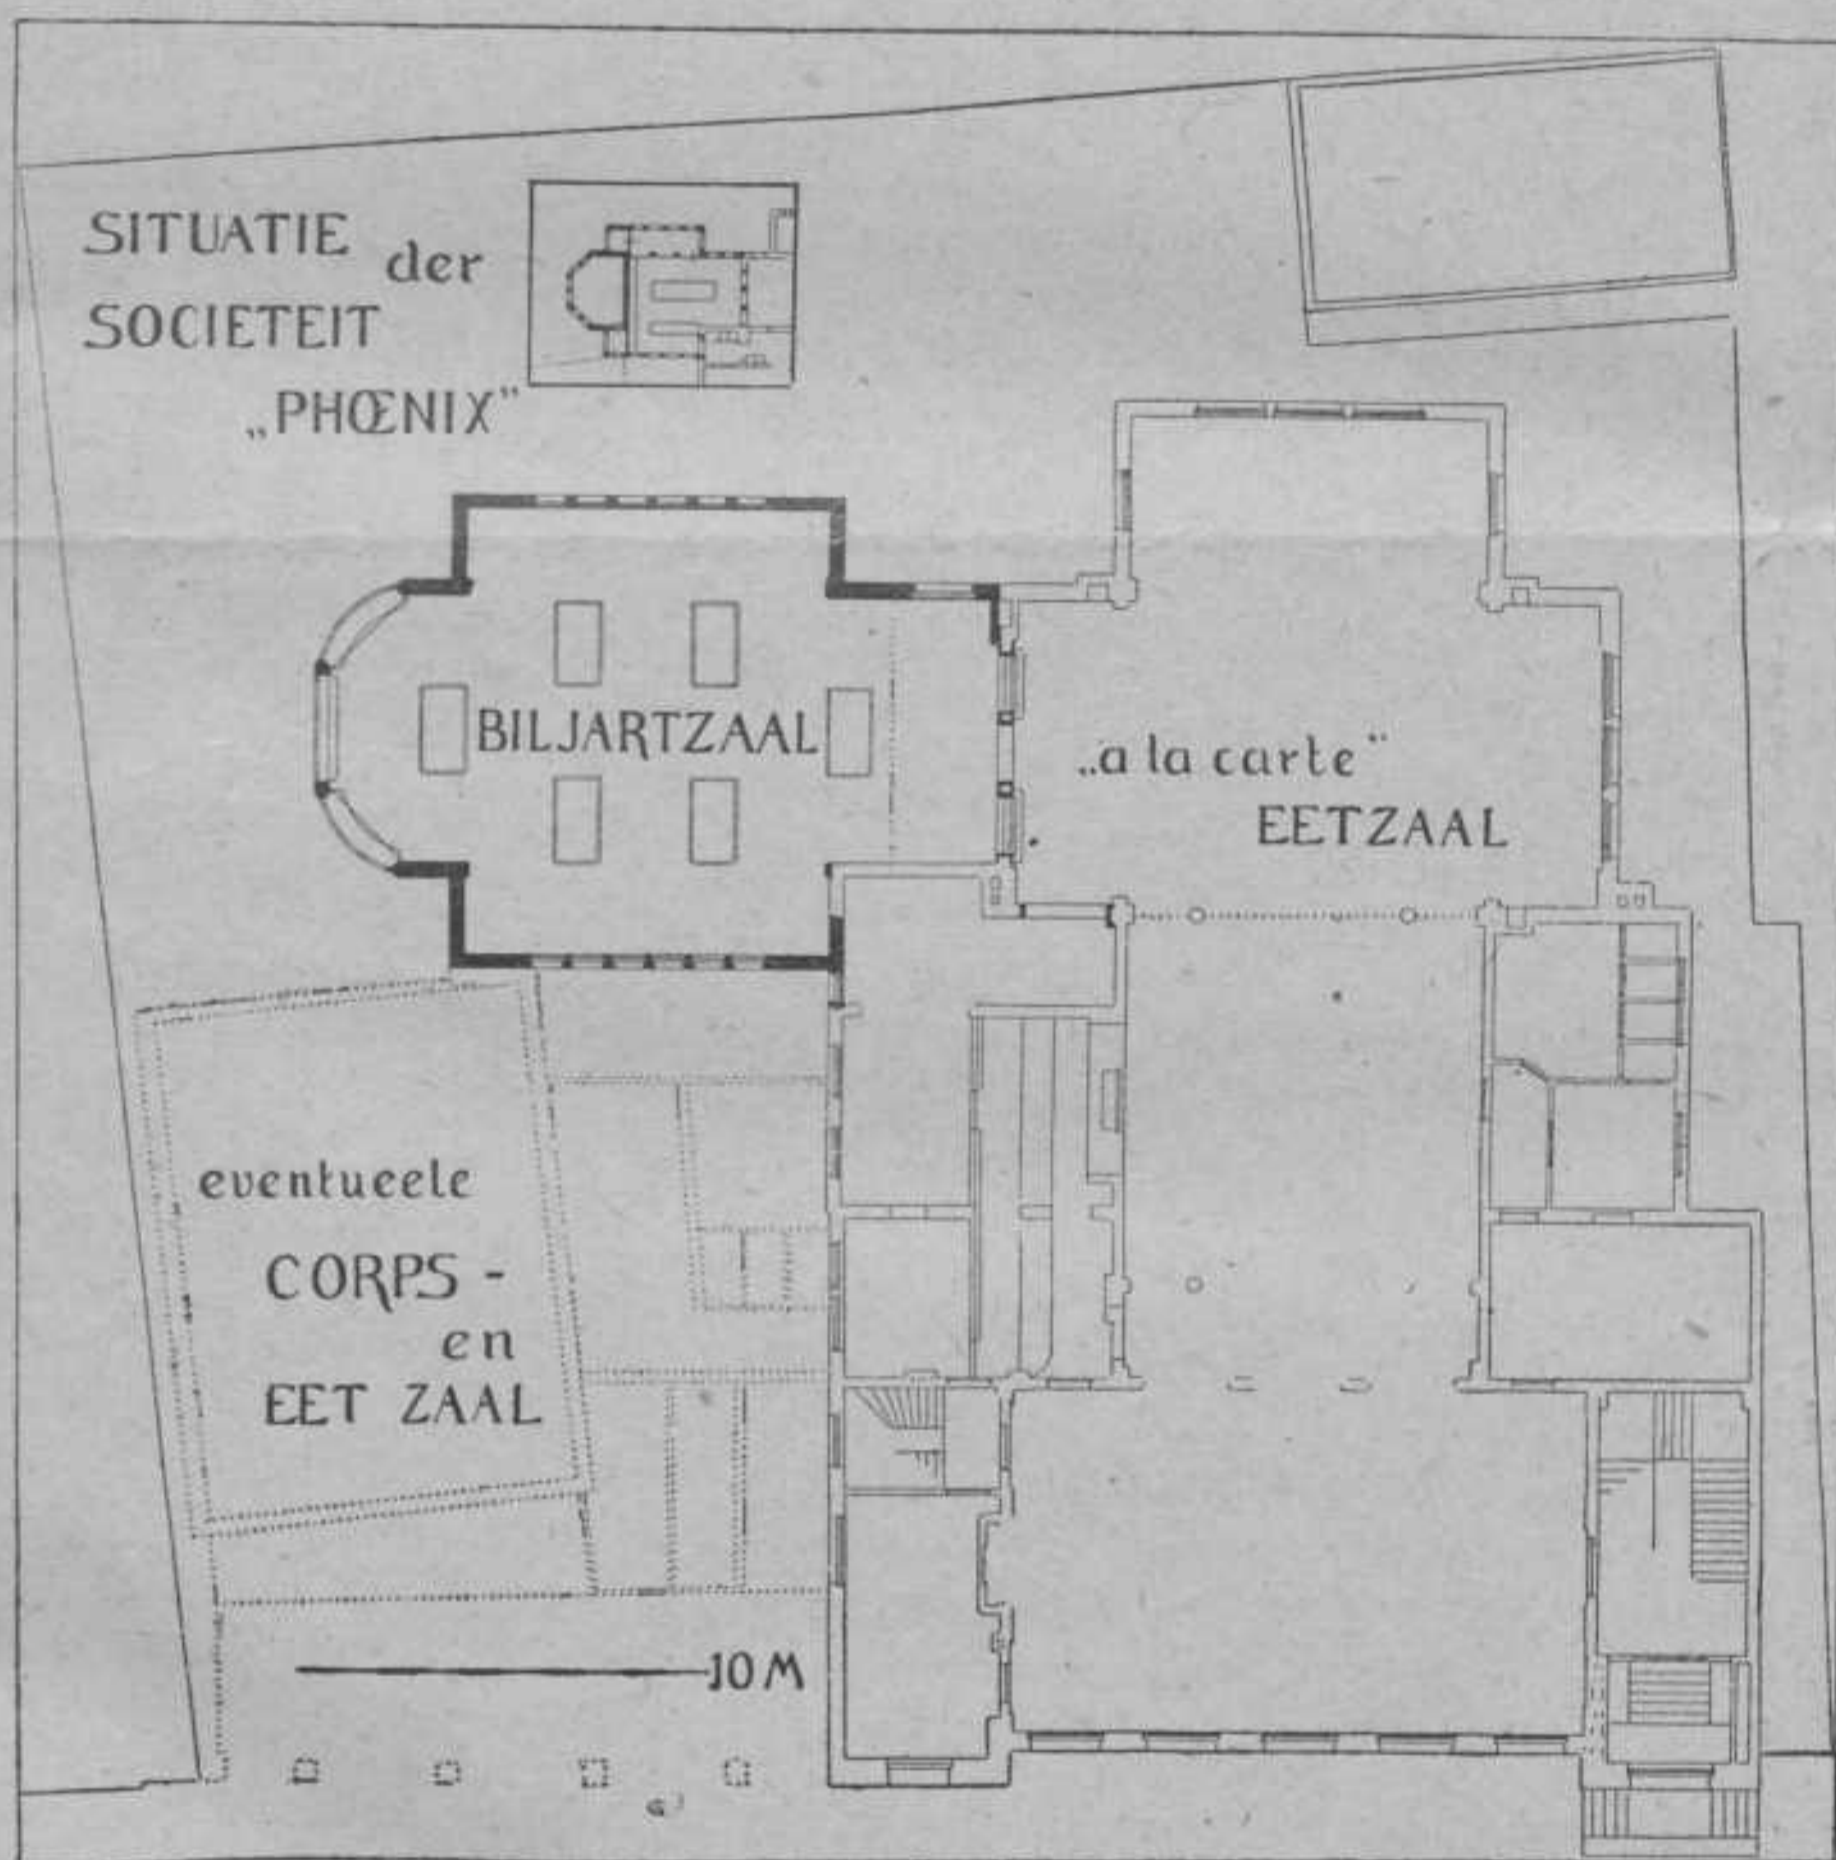 SITUATIE der
SOCIETEIT
„PHŒNIX“
BILJARTZAAL
„a la carte“
EETZAAL
eventueele
CORPS -
en
EET ZAAL
10 M